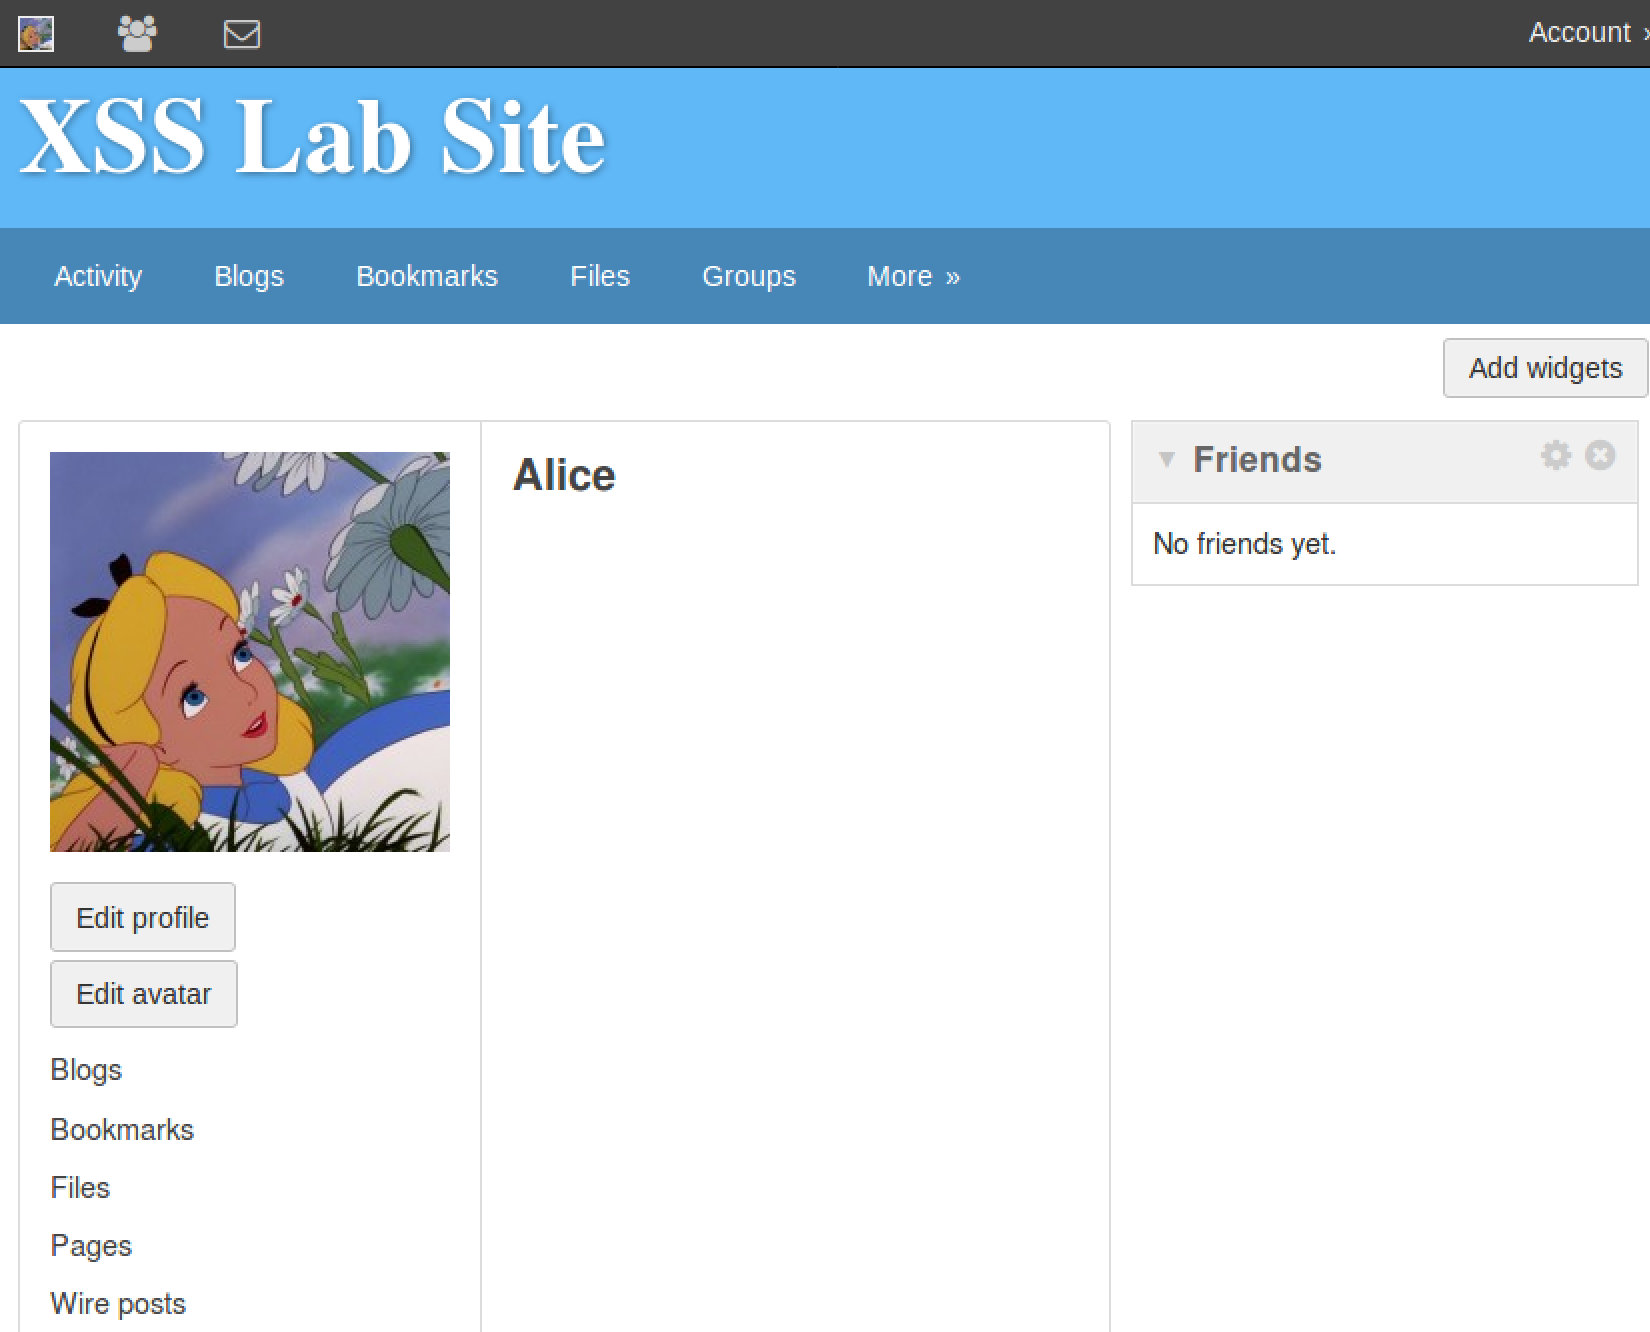 Account »
XSS Lab Site
Activity Blogs Bookmarks Files Groups More »
Add widgets
Alice
Friends
No friends yet.
Edit profile
Edit avatar
Blogs
Bookmarks
Files
Pages
Wire posts